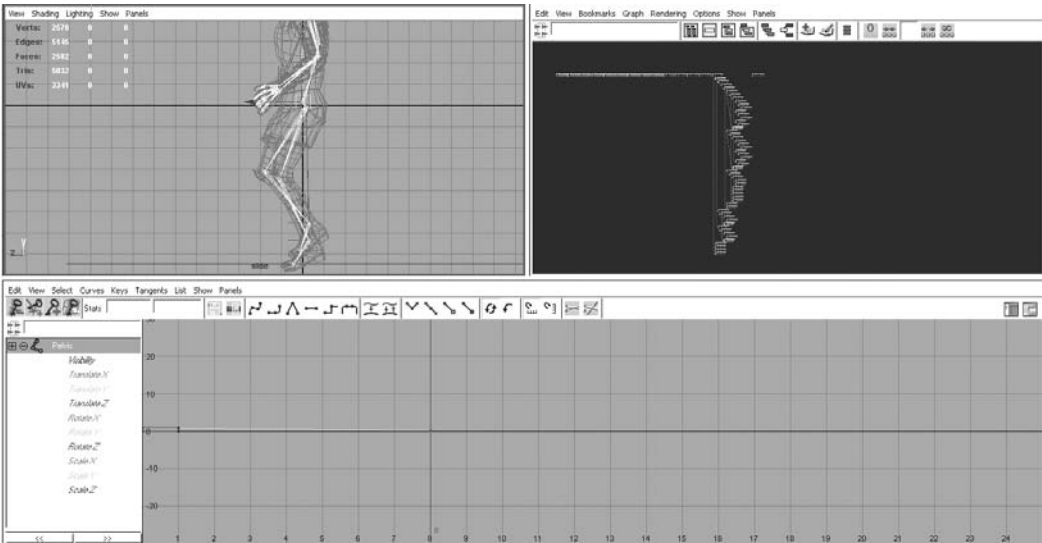 View Shading Lighting Show Panels
Verts: 2578 0 0
Edges: 5146 0 0
Faces: 2582 0 0
Tris: 5032 0 0
UVs: 3341 0 0
side
Edit View Bookmarks Graph Rendering Options Show Panels
Edit View Select Curves Keys Tangents List Show Panels
Stats
Pelvis
Visibility
Translate X
Translate Y
Translate Z
Rotate X
Rotate Y
Rotate Z
Scale X
Scale Y
Scale Z
<< >>
20
10
0
-10
-20
8
1 2 3 4 5 6 7 8 9 10 11 12 13 14 15 16 17 18 19 20 21 22 23 24